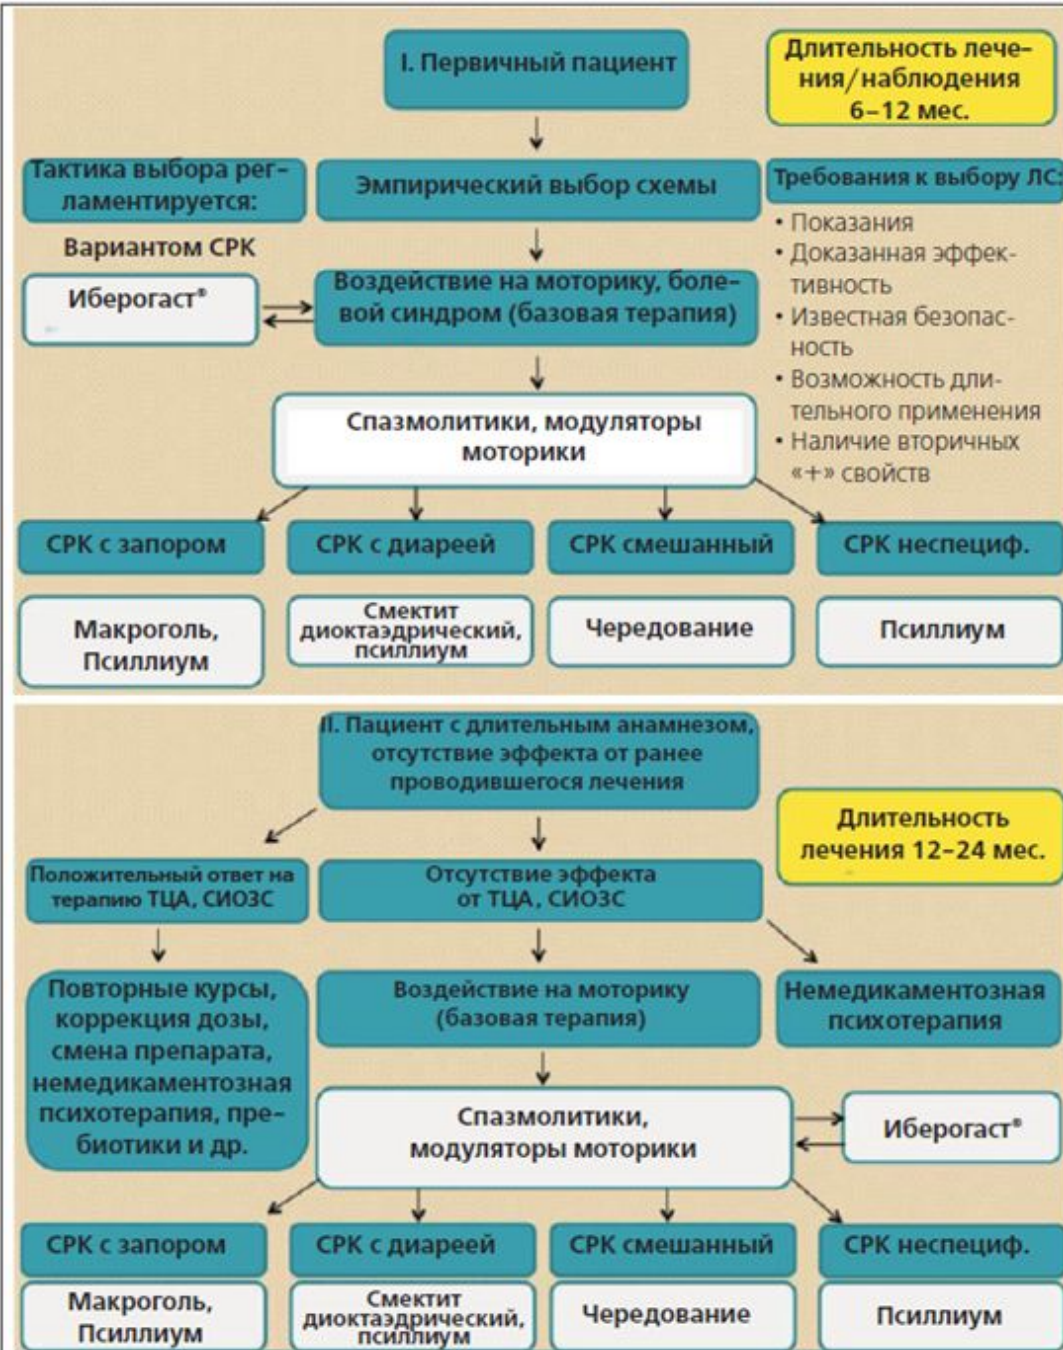 I. Первичный пациент
Длительность лече-
ния/наблюдения
6–12 мес.
Тактика выбора рег-
ламентируется:
Эмпирический выбор схемы
Требования к выбору ЛС:
Вариантом СРК
• Показания
• Доказанная эффек-
тивность
• Известная безопас-
ность
• Возможность дли-
тельного применения
• Наличие вторичных
«+» свойств
Иберогаст®
Воздействие на моторику, боле-
вой синдром (базовая терапия)
Спазмолитики, модуляторы
моторики
СРК с запором
СРК с диареей
СРК смешанный
СРК неспециф.
Макроголь,
Псиллиум
Смектит
диоктаэдрический,
псиллиум
Чередование
Псиллиум
II. Пациент с длительным анамнезом,
отсутствие эффекта от ранее
проводившегося лечения
Длительность
лечения 12–24 мес.
Положительный ответ на
терапию ТЦА, СИОЗС
Отсутствие эффекта
от ТЦА, СИОЗС
Повторные курсы,
коррекция дозы,
смена препарата,
немедикаментозная
психотерапия, пре-
биотики и др.
Воздействие на моторику
(базовая терапия)
Немедикаментозная
психотерапия
Спазмолитики,
модуляторы моторики
Иберогаст®
СРК с запором
СРК с диареей
СРК смешанный
СРК неспециф.
Макроголь,
Псиллиум
Смектит
диоктаэдрический,
псиллиум
Чередование
Псиллиум